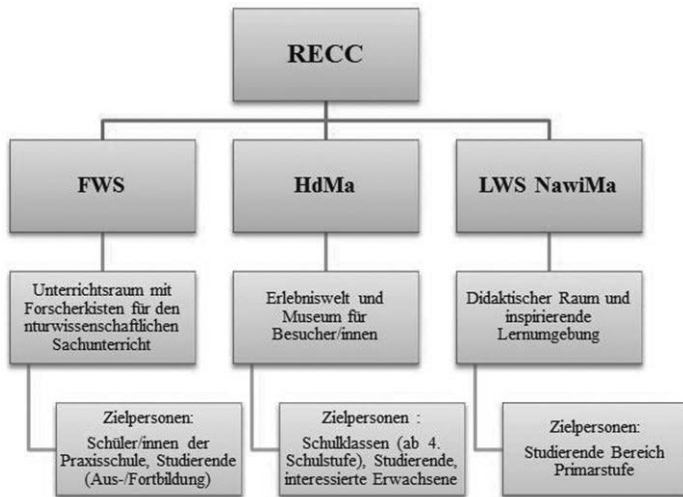 RECC
FWS
HdMa
LWS NawiMa
Unterrichtsraum mit
Forscherkisten für den
nturwissenschaftlichen
Sachunterricht
Erlebniswelt und
Museum für
Besucher/innen
Didaktischer Raum und
inspirierende
Lernumgebung
Zielpersonen:
Schüler/innen der
Praxisschule, Studierende
(Aus-/Fortbildung)
Zielpersonen :
Schulklassen (ab 4.
Schulstufe), Studierende,
interessierte Erwachsene
Zielpersonen:
Studierende Bereich
Primarstufe